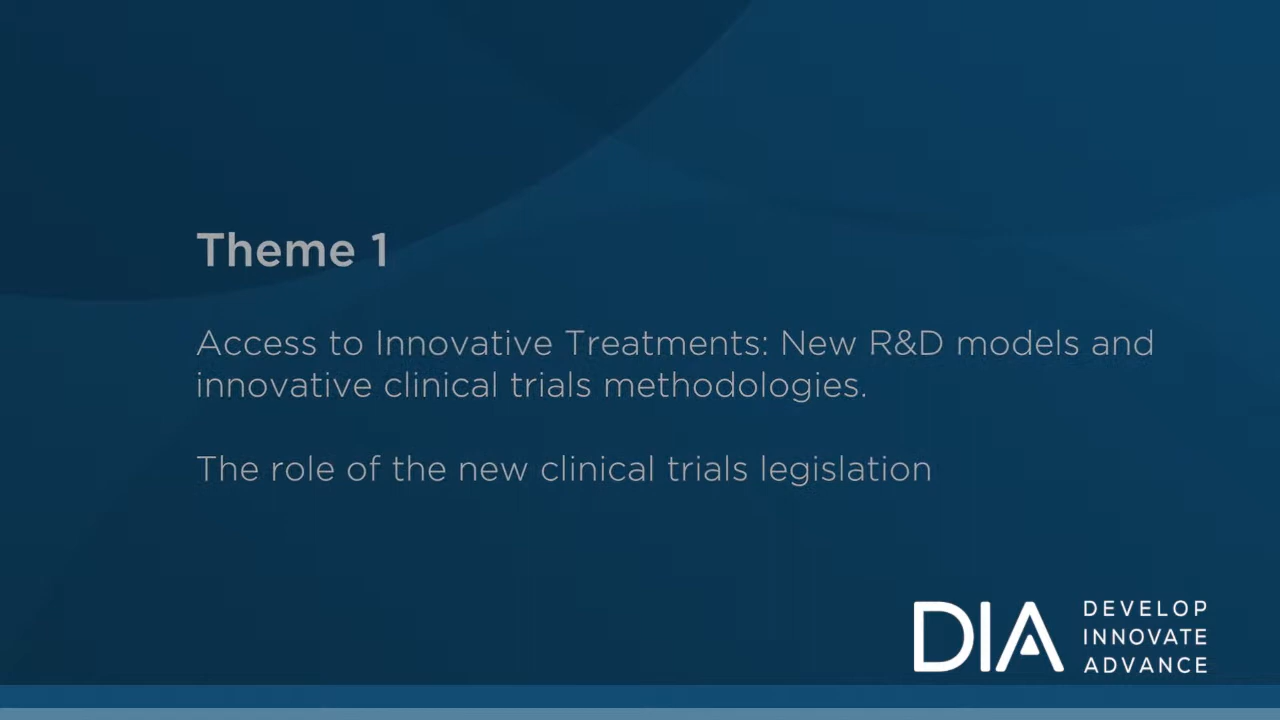 Theme 1
Access to Innovative Treatments: New R&D models and
innovative clinical trials methodologies.
The role of the new clinical trials legislation
DIA
DEVELOP
INNOVATE
ADVANCE